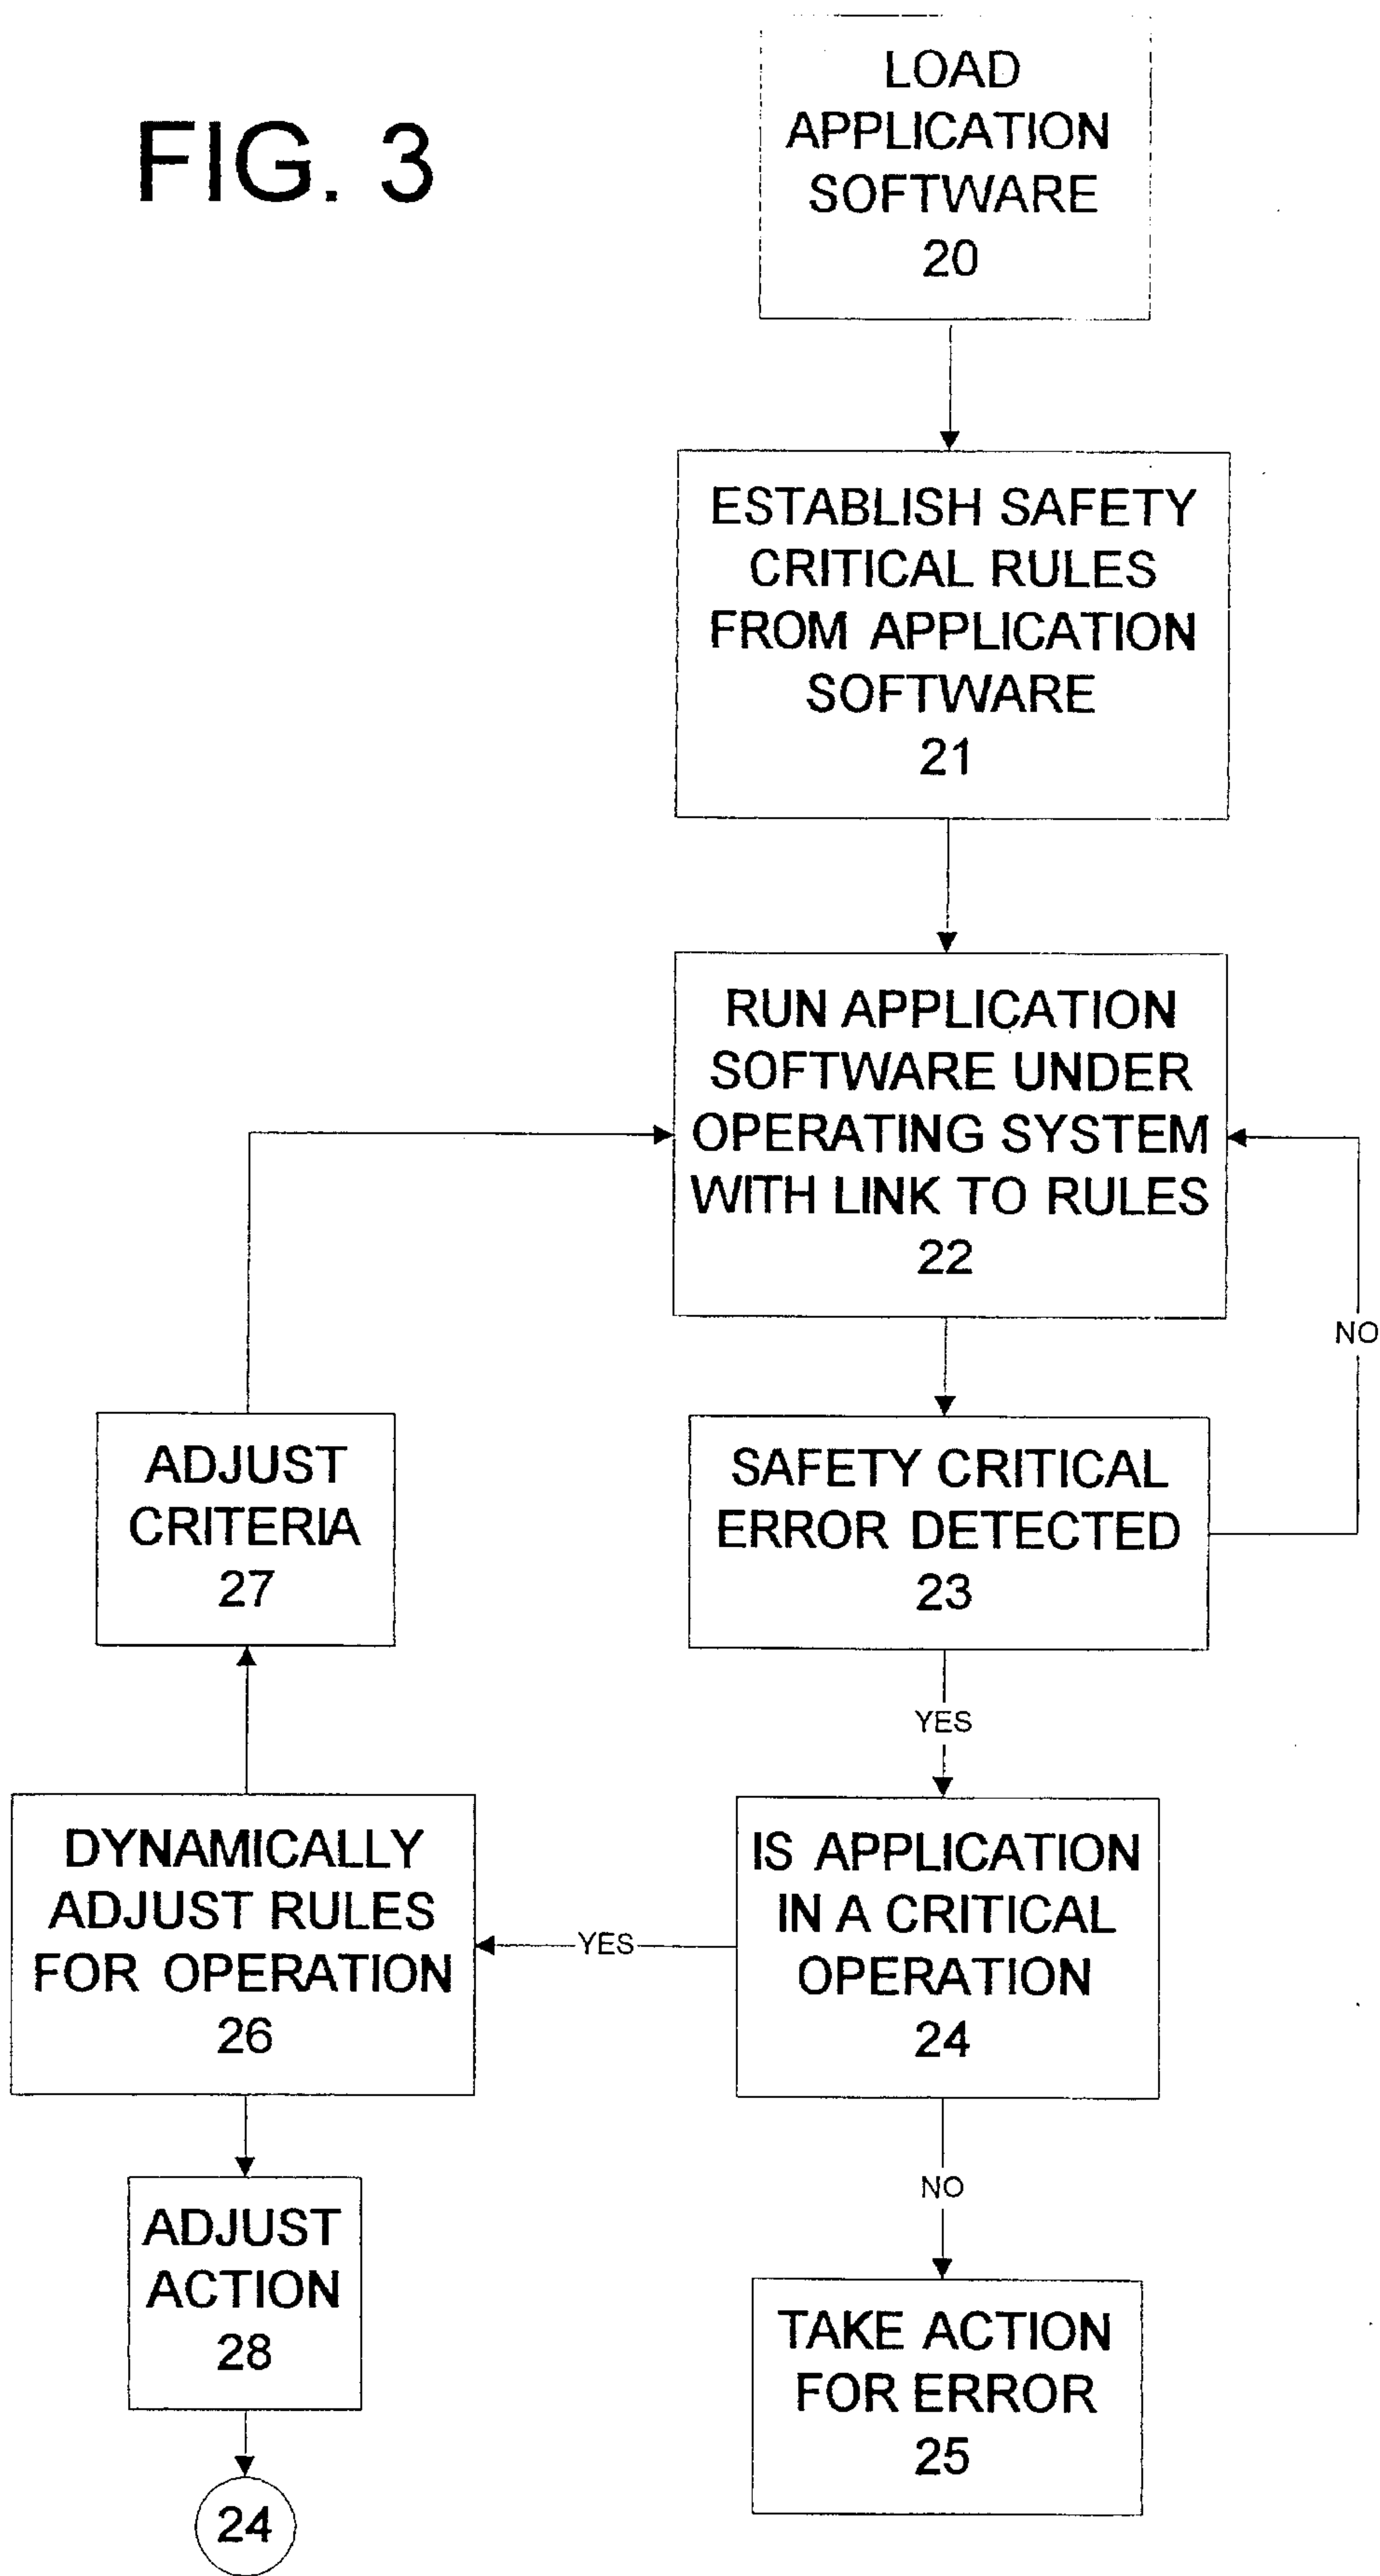 FIG. 3
LOAD
APPLICATION
SOFTWARE
20
ESTABLISH SAFETY
CRITICAL RULES
FROM APPLICATION
SOFTWARE
21
RUN APPLICATION
SOFTWARE UNDER
OPERATING SYSTEM
WITH LINK TO RULES
22
NO
SAFETY CRITICAL
ERROR DETECTED
23
ADJUST
CRITERIA
27
YES
IS APPLICATION
IN A CRITICAL
OPERATION
24
YES
DYNAMICALLY
ADJUST RULES
FOR OPERATION
26
NO
ADJUST
ACTION
28
TAKE ACTION
FOR ERROR
25
24